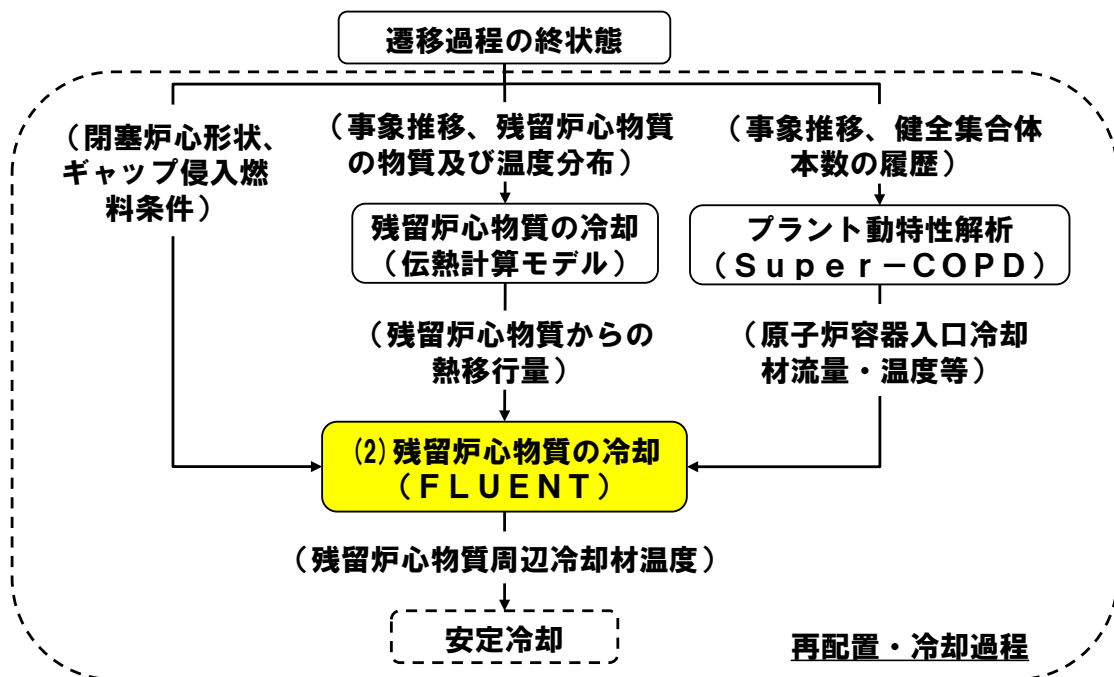 遷移過程の終状態
（閉塞炉心形状、
ギャップ侵入燃
料条件）
（事象推移、残留炉心物質
の物質及び温度分布）
（事象推移、健全集合体
本数の履歴）
残留炉心物質の冷却
（伝熱計算モデル）
プラント動特性解析
（Ｓｕｐｅｒ－ＣＯＰＤ）
（残留炉心物質からの
熱移行量）
（原子炉容器入口冷却
材流量・温度等）
(2)残留炉心物質の冷却
（ＦＬＵＥＮＴ）
（残留炉心物質周辺冷却材温度）
安定冷却
再配置・冷却過程